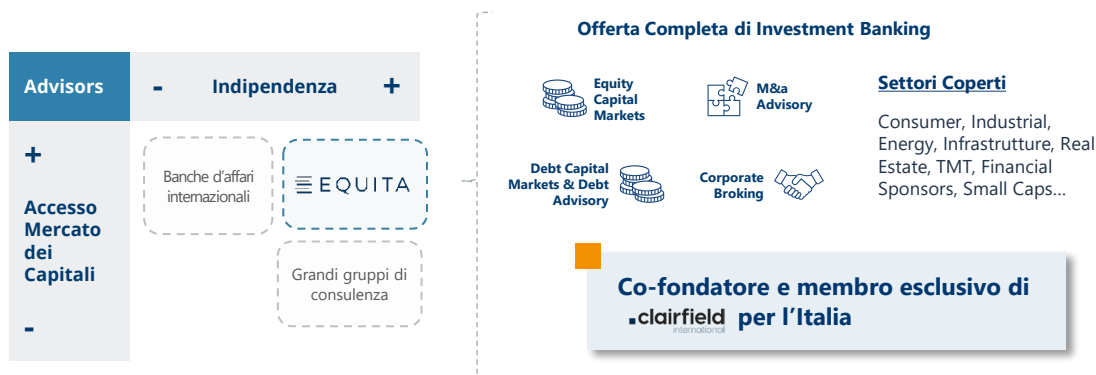 Advisors
- Indipendenza +
+
Accesso
Mercato
dei
Capitali
-
Banche d'affari
internazionali
EQUITA
Grandi gruppi di
consulenza
Offerta Completa di Investment Banking
Equity
Capital
Markets
M&a
Advisory
Debt Capital
Markets & Debt
Advisory
Corporate
Broking
Settori Coperti
Consumer, Industrial,
Energy, Infrastrutture, Real
Estate, TMT, Financial
Sponsors, Small Caps…
Co-fondatore e membro esclusivo di
clairfield per l'Italia
international